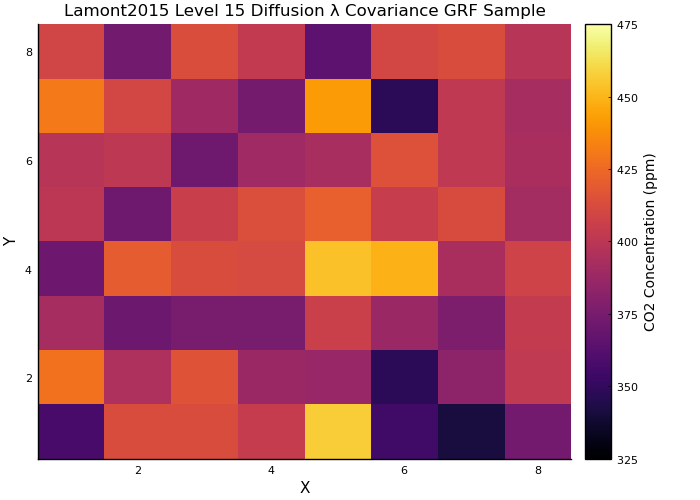 Lamont2015 Level 15 Diffusion λ Covariance GRF Sample
8
6
4
2
Y
2 4 6 8
X
475
450
425
400
375
350
325
CO2 Concentration (ppm)